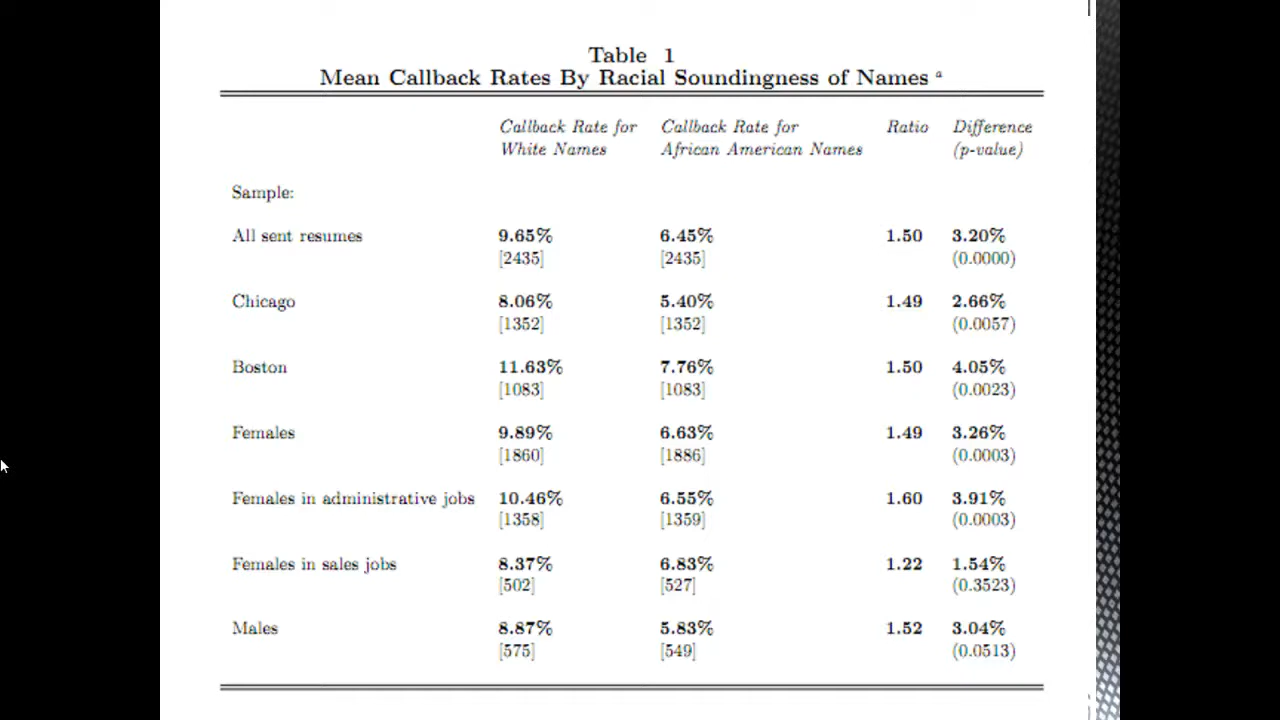 Table 1
Mean Callback Rates By Racial Soundingness of Names a
Callback Rate for Callback Rate for Ratio Difference
White Names African American Names (p-value)
Sample:
All sent resumes 9.65% 6.45% 1.50 3.20%
[2435] [2435] (0.0000)
Chicago 8.06% 5.40% 1.49 2.66%
[1352] [1352] (0.0057)
Boston 11.63% 7.76% 1.50 4.05%
[1083] [1083] (0.0023)
Females 9.89% 6.63% 1.49 3.26%
[1860] [1886] (0.0003)
Females in administrative jobs 10.46% 6.55% 1.60 3.91%
[1358] [1359] (0.0003)
Females in sales jobs 8.37% 6.83% 1.22 1.54%
[502] [527] (0.3523)
Males 8.87% 5.83% 1.52 3.04%
[575] [549] (0.0513)